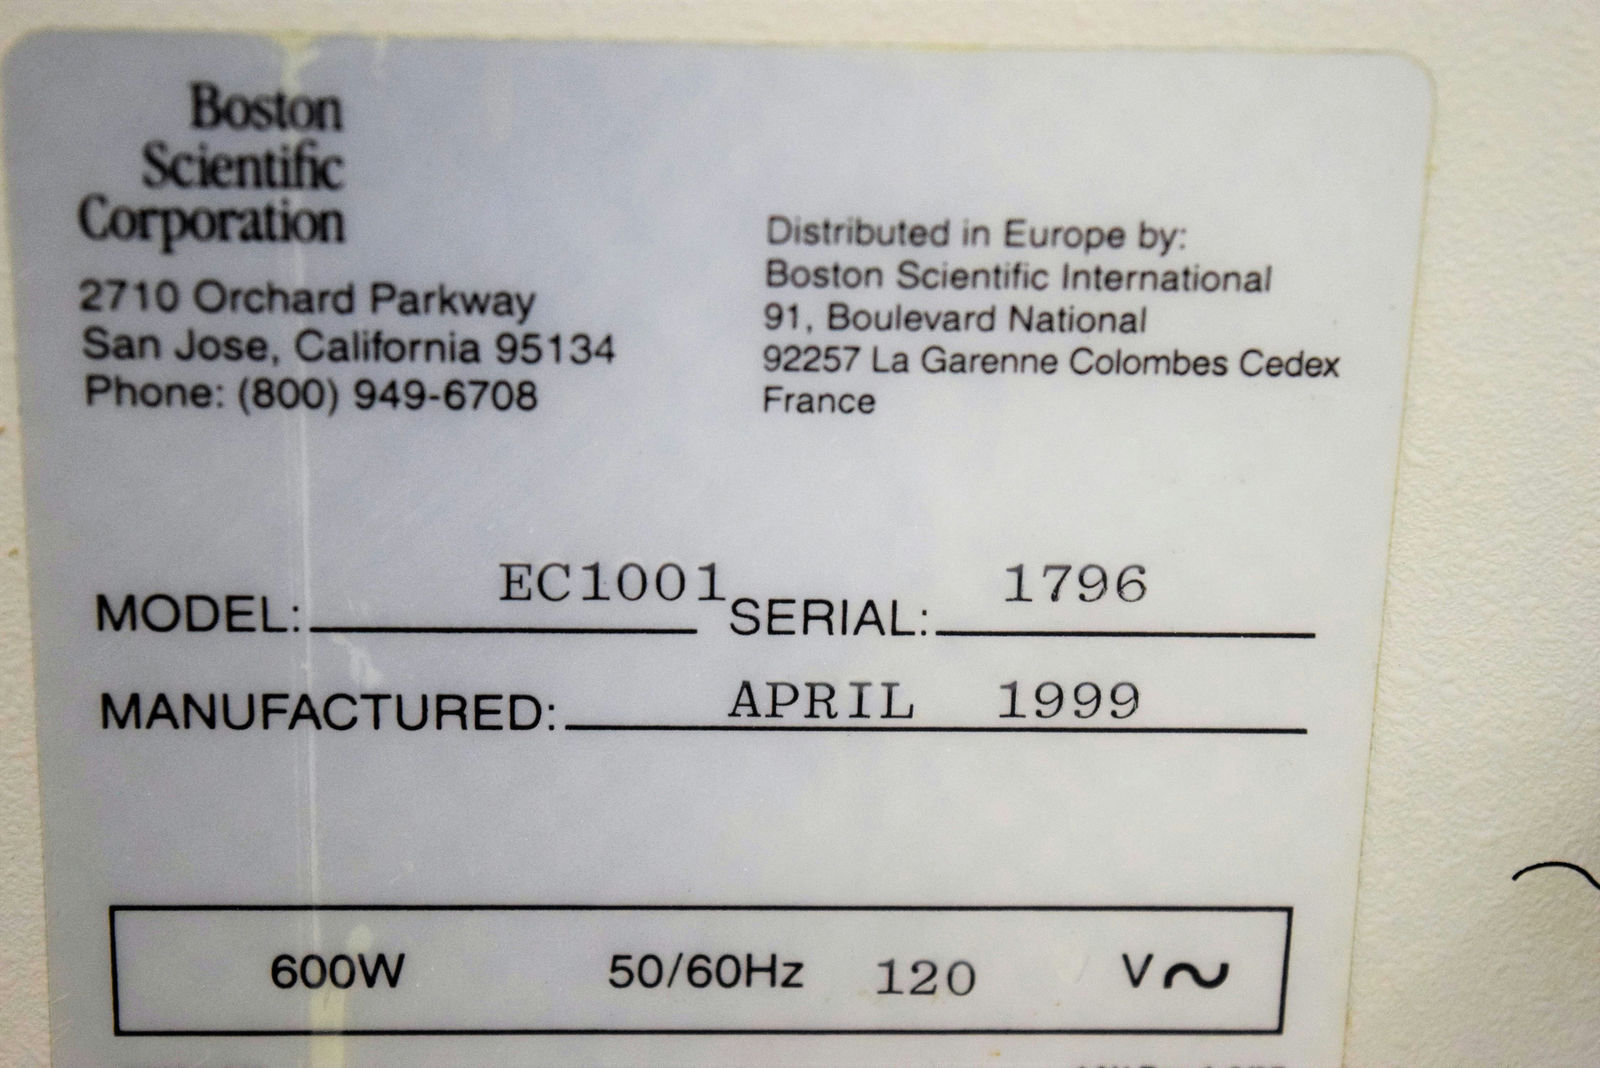 Boston
Scientific
Corporation
2710 Orchard Parkway
San Jose, California 95134
Phone: (800) 949-6708
Distributed in Europe by:
Boston Scientific International
91, Boulevard National
92257 La Garenne Colombes Cedex
France
MODEL: EC1001 SERIAL: 1796
MANUFACTURED: APRIL 1999
600W 50/60Hz 120 V~